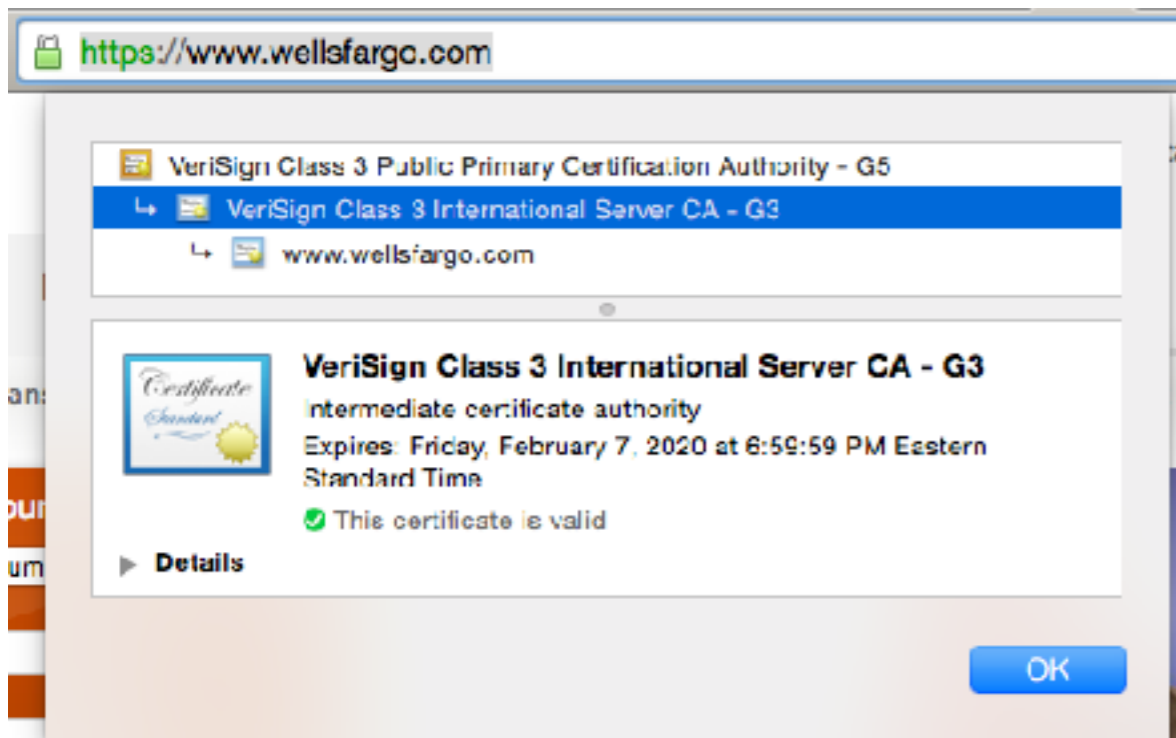 https://www.wellsfargo.com
VeriSign Class 3 Public Primary Certification Authority - G5
VeriSign Class 3 International Server CA - G3
www.wellsfargo.com
Certificate
Standard
VeriSign Class 3 International Server CA - G3
Intermediate certificate authority
Expires: Friday, February 7, 2020 at 6:59:59 PM Eastern
Standard Time
This certificate is valid
Details
OK